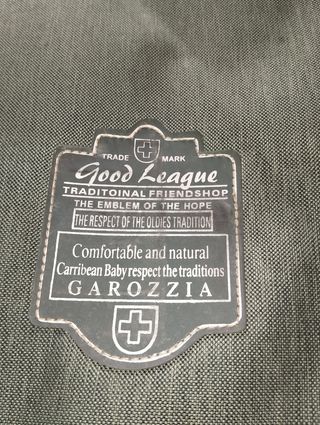 TRADE MARK
Good League
TRADITOINAL FRIENDSHOP
THE EMBLEM OF THE HOPE
THE RESPECT OF THE OLDIES TRADITION
Comfortable and natural
Carribean Baby respect the traditions
GAROZZIA